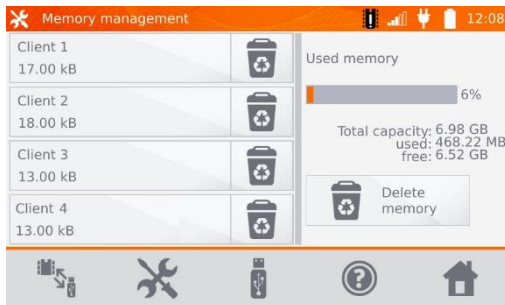 Memory management
12:08
Client 1
17.00 kB
Client 2
18.00 kB
Client 3
13.00 kB
Client 4
13.00 kB
Used memory
6%
Total capacity: 6.98 GB
used: 468.22 MB
free: 6.52 GB
Delete
memory